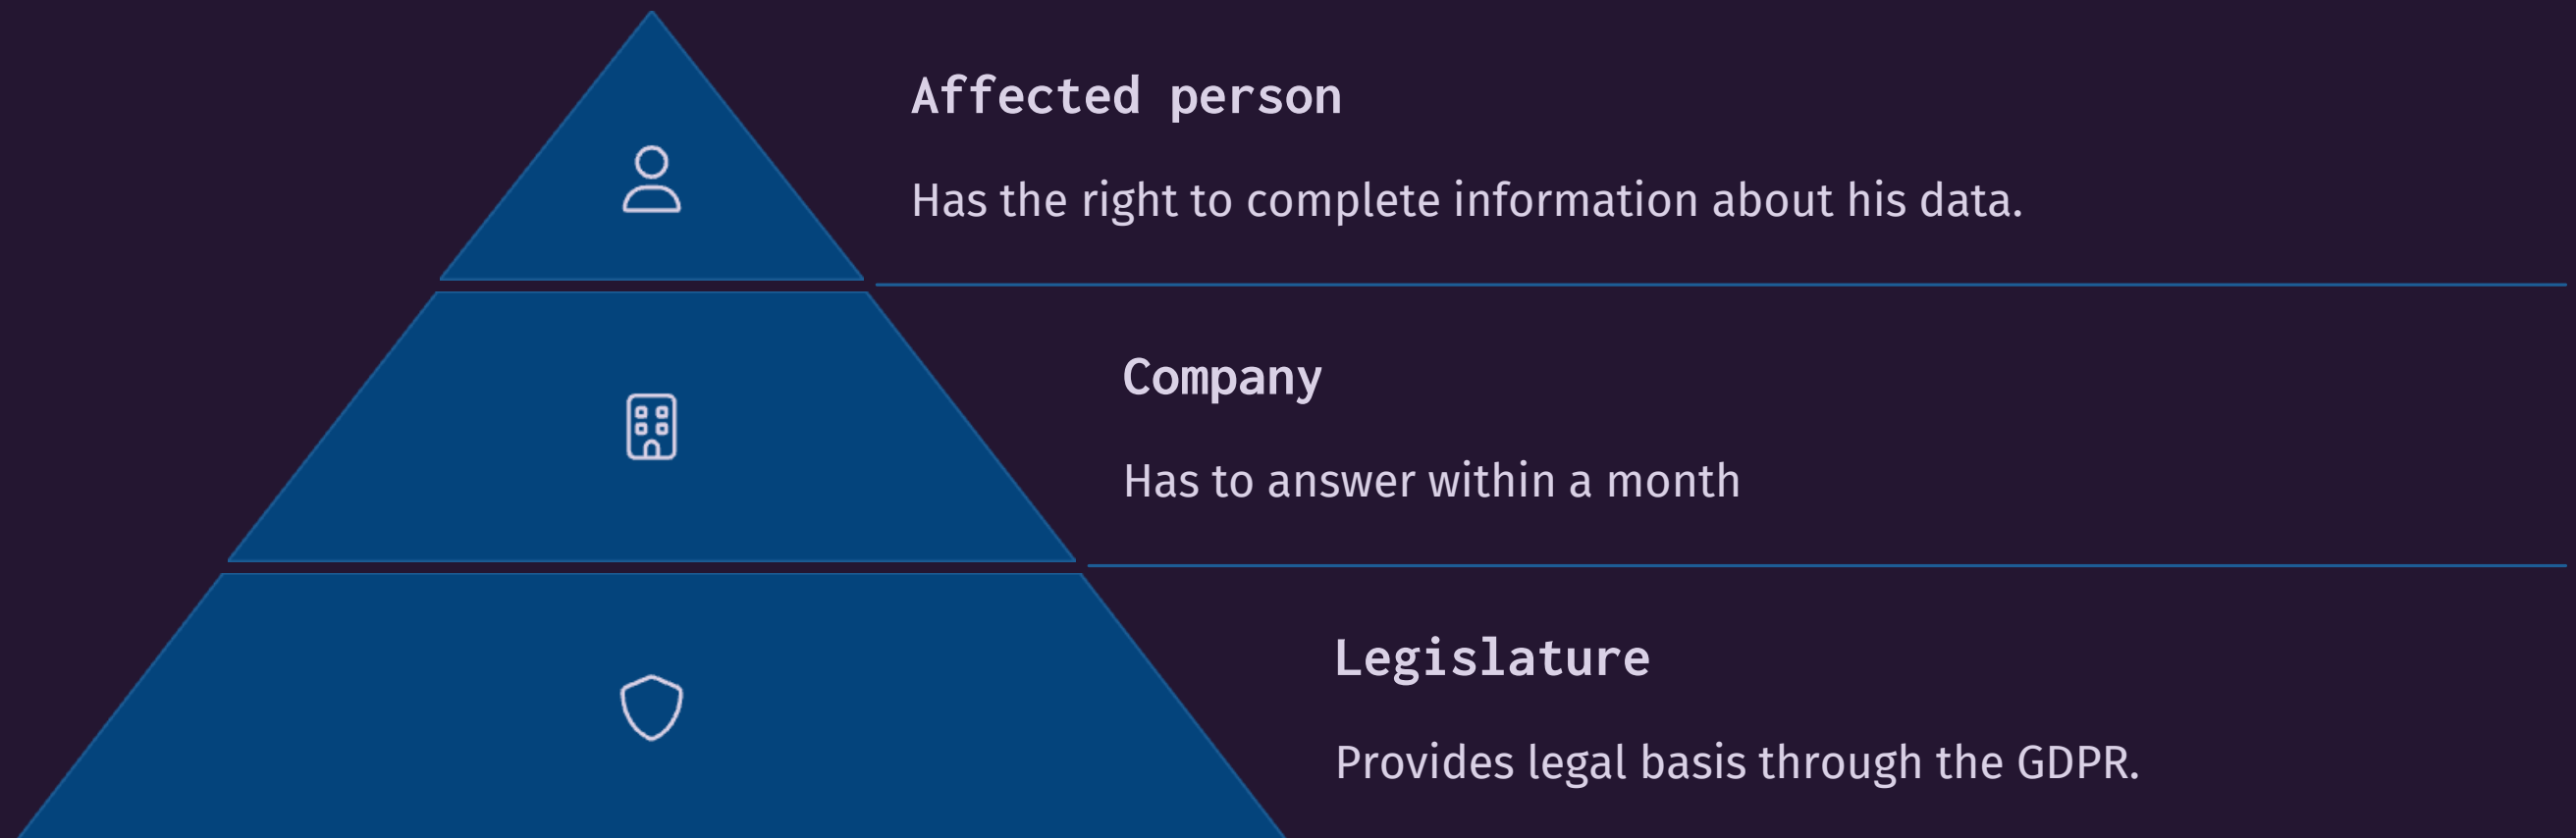 Affected person
Has the right to complete information about his data.
Company
Has to answer within a month
Legislature
Provides legal basis through the GDPR.